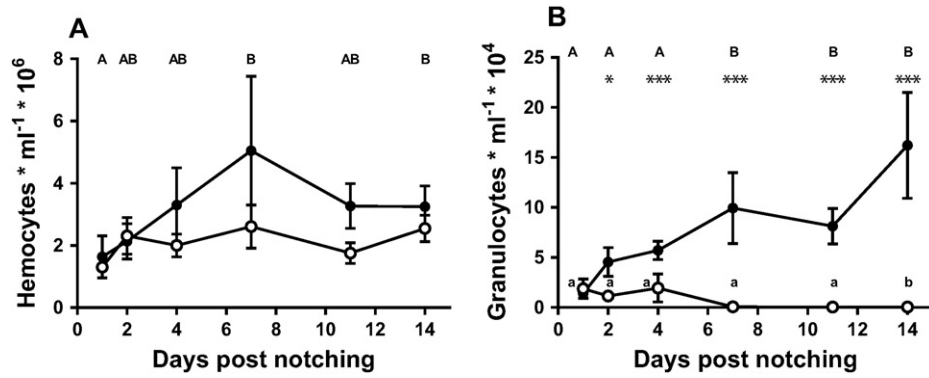 A
Hemocytes * ml⁻¹ * 10⁶
A AB AB B AB B
8
6
4
2
0
0 2 4 6 8 10 12 14
Days post notching
B
Granulocytes * ml⁻¹ * 10⁴
A A A B B B
* *** *** *** ***
25
20
15
10
5
0
a a a a a b
0 2 4 6 8 10 12 14
Days post notching